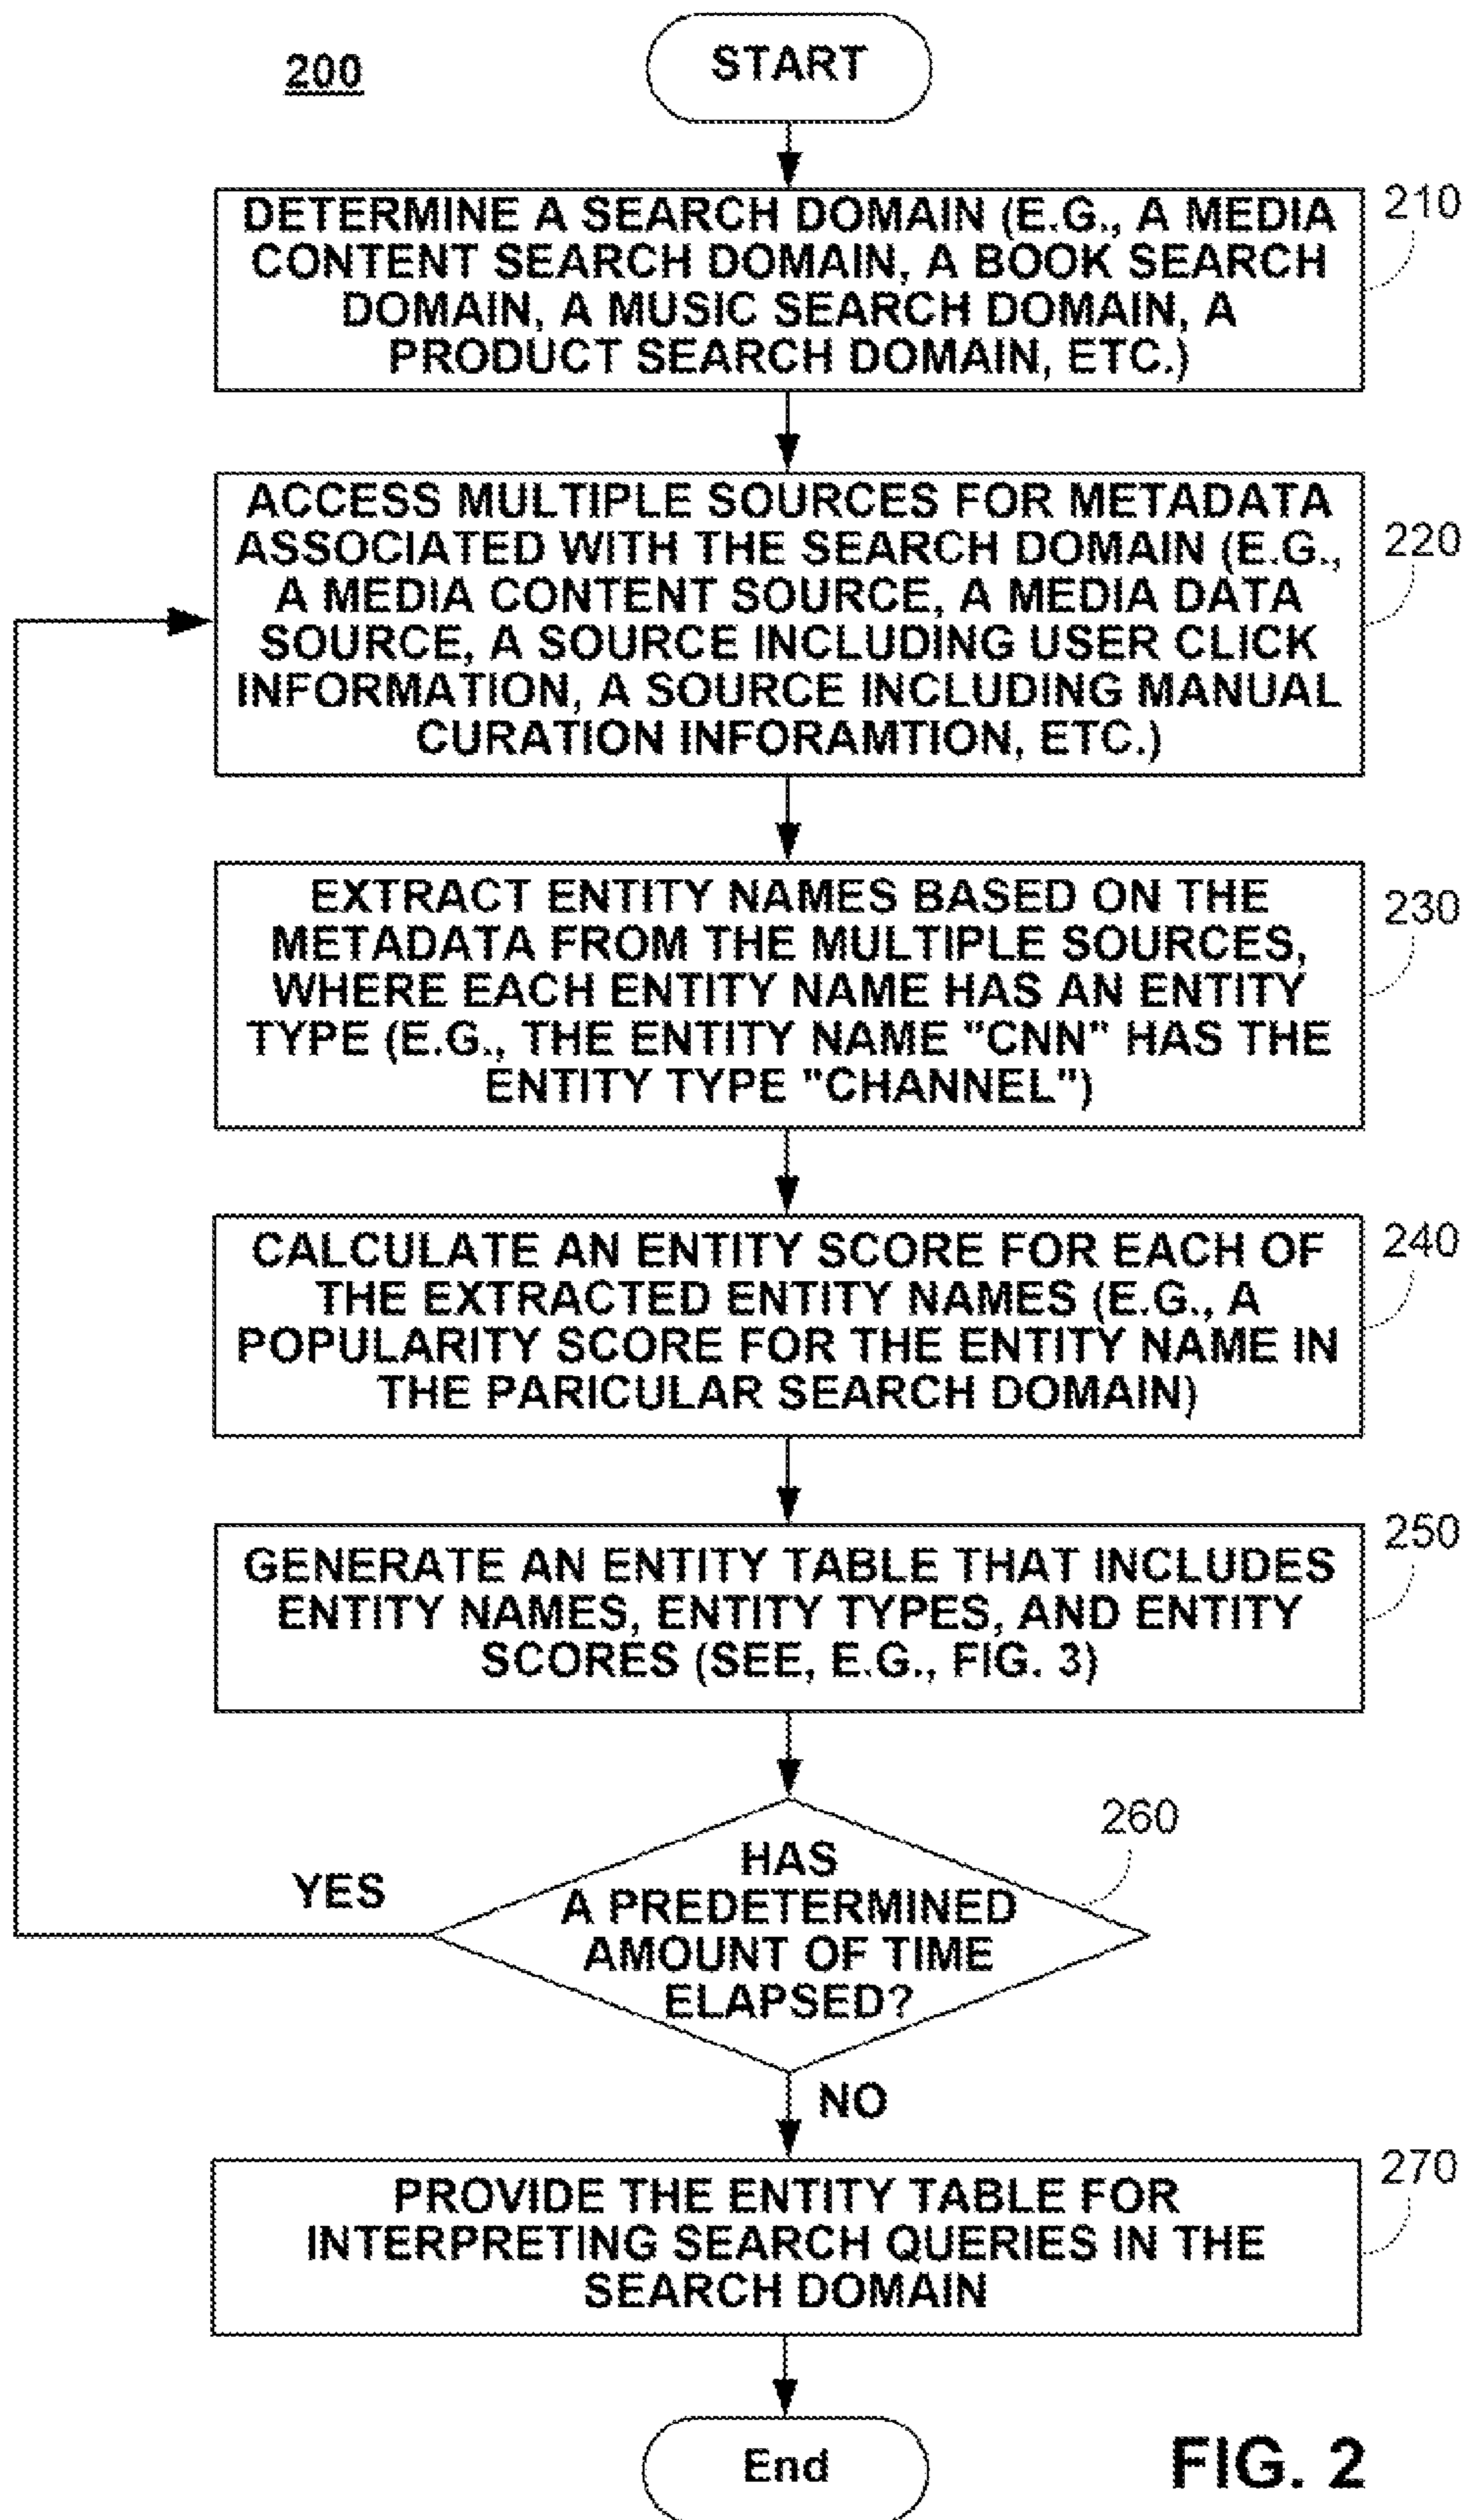 200
START
210
DETERMINE A SEARCH DOMAIN (E.G., A MEDIA
CONTENT SEARCH DOMAIN, A BOOK SEARCH
DOMAIN, A MUSIC SEARCH DOMAIN, A
PRODUCT SEARCH DOMAIN, ETC.)
220
ACCESS MULTIPLE SOURCES FOR METADATA
ASSOCIATED WITH THE SEARCH DOMAIN (E.G.,
A MEDIA CONTENT SOURCE, A MEDIA DATA
SOURCE, A SOURCE INCLUDING USER CLICK
INFORMATION, A SOURCE INCLUDING MANUAL
CURATION INFORAMTION, ETC.)
230
EXTRACT ENTITY NAMES BASED ON THE
METADATA FROM THE MULTIPLE SOURCES,
WHERE EACH ENTITY NAME HAS AN ENTITY
TYPE (E.G., THE ENTITY NAME "CNN" HAS THE
ENTITY TYPE "CHANNEL")
240
CALCULATE AN ENTITY SCORE FOR EACH OF
THE EXTRACTED ENTITY NAMES (E.G., A
POPULARITY SCORE FOR THE ENTITY NAME IN
THE PARICULAR SEARCH DOMAIN)
250
GENERATE AN ENTITY TABLE THAT INCLUDES
ENTITY NAMES, ENTITY TYPES, AND ENTITY
SCORES (SEE, E.G., FIG. 3)
260
YES
HAS
A PREDETERMINED
AMOUNT OF TIME
ELAPSED?
NO
270
PROVIDE THE ENTITY TABLE FOR
INTERPRETING SEARCH QUERIES IN THE
SEARCH DOMAIN
End
FIG. 2